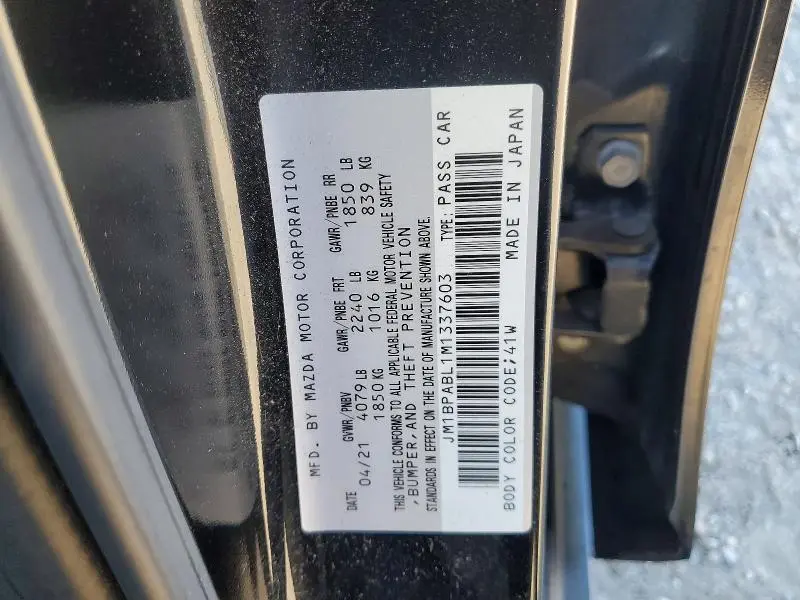 MFD. BY MAZDA MOTOR CORPORATION
DATE GVWR/PNBV GAWR/PNBE FRT GAWR/PNBE RR
04/21 4079 LB 2240 LB 1850 LB
1850 KG 1016 KG 839 KG
THIS VEHICLE CONFORMS TO ALL APPLICABLE FEDERAL MOTOR VEHICLE SAFETY
,BUMPER,AND THEFT PREVENTION
STANDARDS IN EFFECT ON THE DATE OF MANUFACTURE SHOWN ABOVE.
JM1BPABL1M1337603 TYPE: PASS CAR
BODY COLOR CODE;41W MADE IN JAPAN